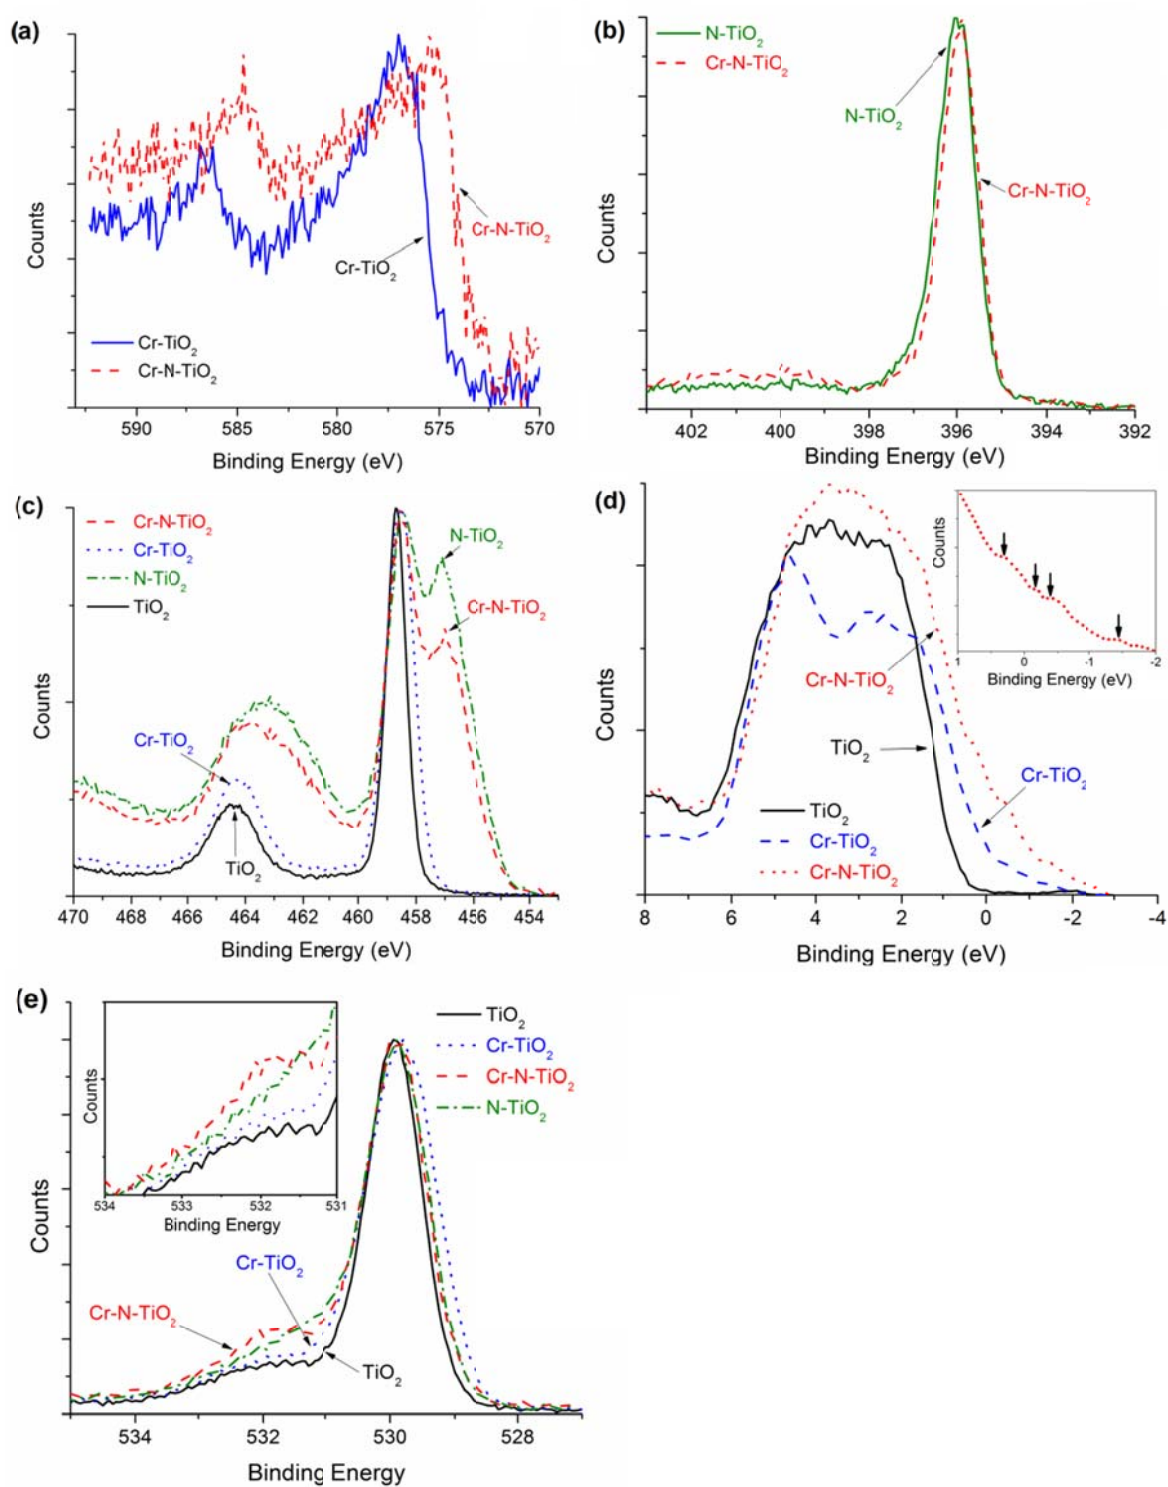 (a)
Counts
Cr-N-TiO₂
Cr-TiO₂
Cr-TiO₂
Cr-N-TiO₂
590 585 580 575 570
Binding Energy (eV)
(b)
N-TiO₂
Cr-N-TiO₂
N-TiO₂
Cr-N-TiO₂
Counts
402 400 398 396 394 392
Binding Energy (eV)
(c)
Cr-N-TiO₂
Cr-TiO₂
N-TiO₂
TiO₂
N-TiO₂
Cr-N-TiO₂
Counts
Cr-TiO₂
TiO₂
470 468 466 464 462 460 458 456 454
Binding Energy (eV)
(d)
Counts
1 0 -1 -2
Binding Energy (eV)
Counts
Cr-N-TiO₂
TiO₂
Cr-TiO₂
TiO₂
Cr-TiO₂
Cr-N-TiO₂
8 6 4 2 0 -2 -4
Binding Energy (eV)
(e)
TiO₂
Cr-TiO₂
Cr-N-TiO₂
N-TiO₂
Counts
534 533 532 531
Binding Energy
Counts
Cr-TiO₂
Cr-N-TiO₂
TiO₂
534 532 530 528
Binding Energy